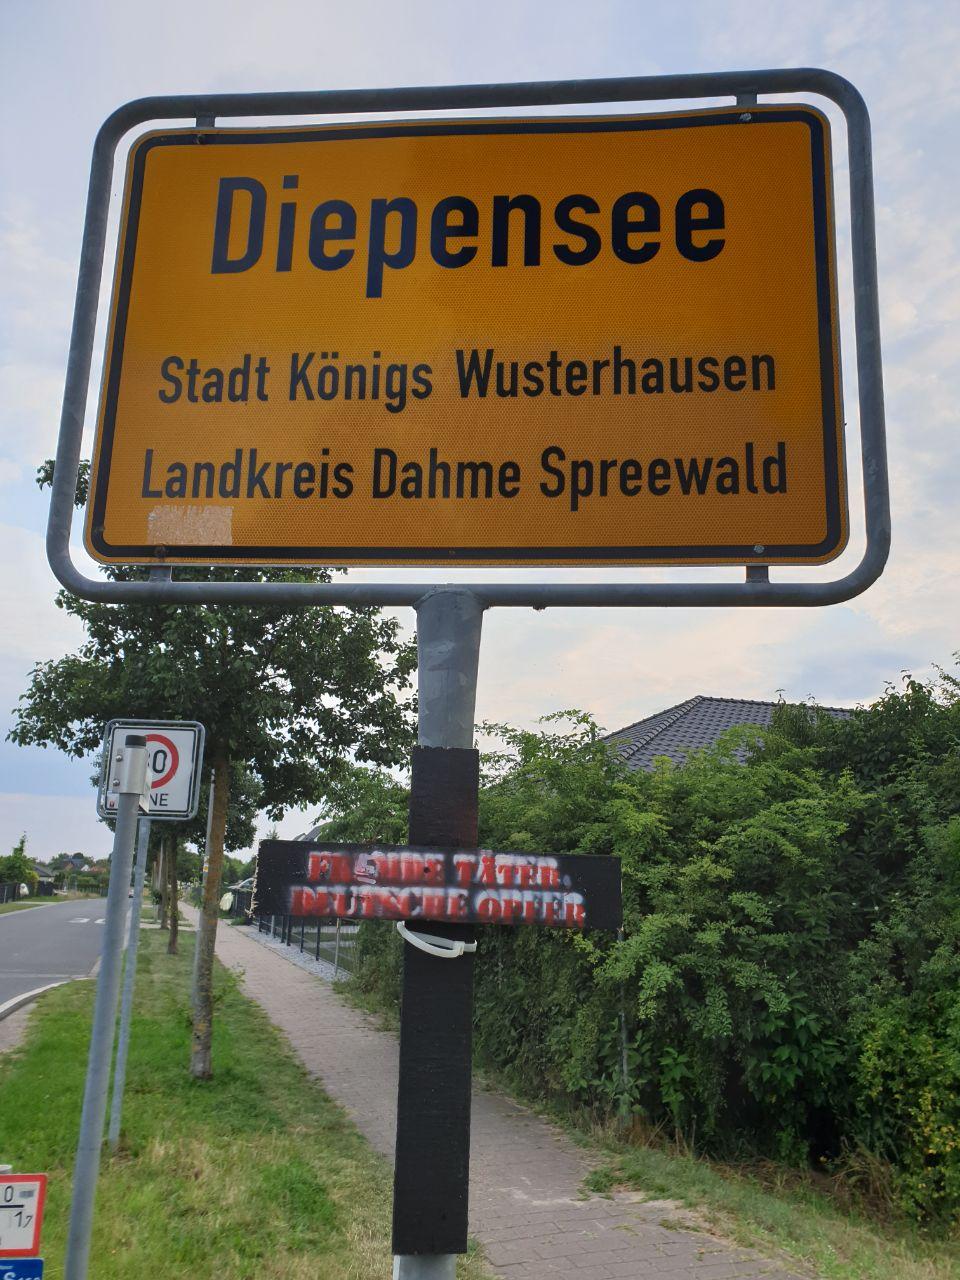 Diepensee
Stadt Königs Wusterhausen
Landkreis Dahme Spreewald
FREMDE TÄTER.
DEUTSCHE OPFER